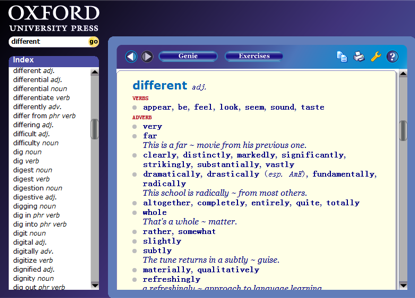 OXFORD
UNIVERSITY PRESS
different go
Index
different adj.
differential adj.
differential noun
differentiate verb
differently adv.
differ from phr verb
differing adj.
difficult adj.
difficulty noun
dig noun
dig verb
digest noun
digest verb
digestion noun
digestive adj.
digging noun
dig in phr verb
dig into phr verb
digit noun
digital adj.
digitally adv.
digitize verb
dignified adj.
dignity noun
dig out phr verb
Genie Exercises
different adj.
VERBS
appear, be, feel, look, seem, sound, taste
ADVERB
very
far
This is a far ~ movie from his previous one.
clearly, distinctly, markedly, significantly,
strikingly, substantially, vastly
dramatically, drastically (esp. AmE), fundamentally,
radically
This school is radically ~ from most others.
altogether, completely, entirely, quite, totally
whole
That's a whole ~ matter.
rather, somewhat
slightly
subtly
The tune returns in a subtly ~ guise.
materially, qualitatively
refreshingly
a refreshingly ~ approach to language learning